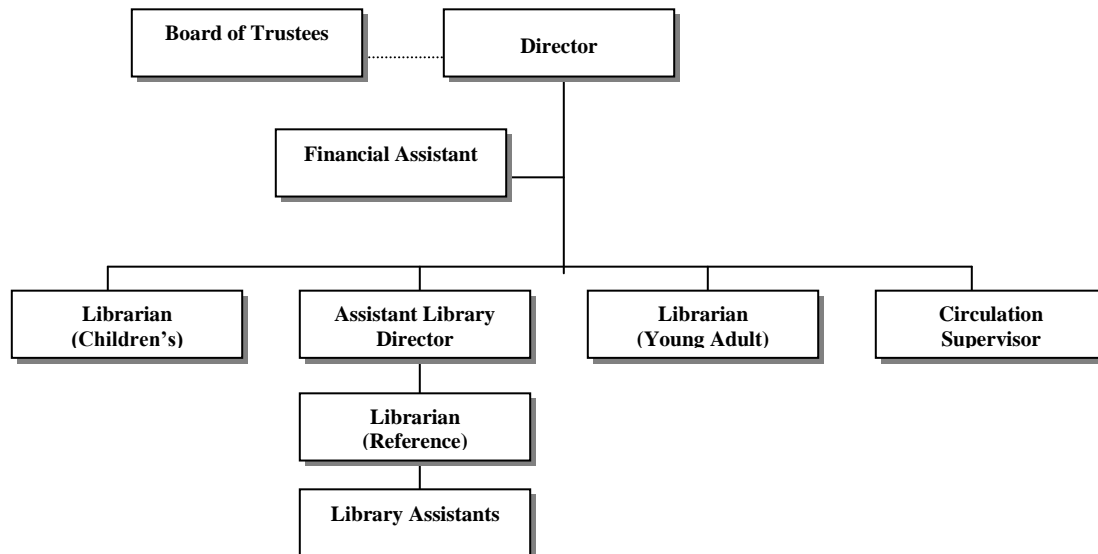 Board of Trustees
Director
Financial Assistant
Librarian
(Children’s)
Assistant Library
Director
Librarian
(Young Adult)
Circulation
Supervisor
Librarian
(Reference)
Library Assistants